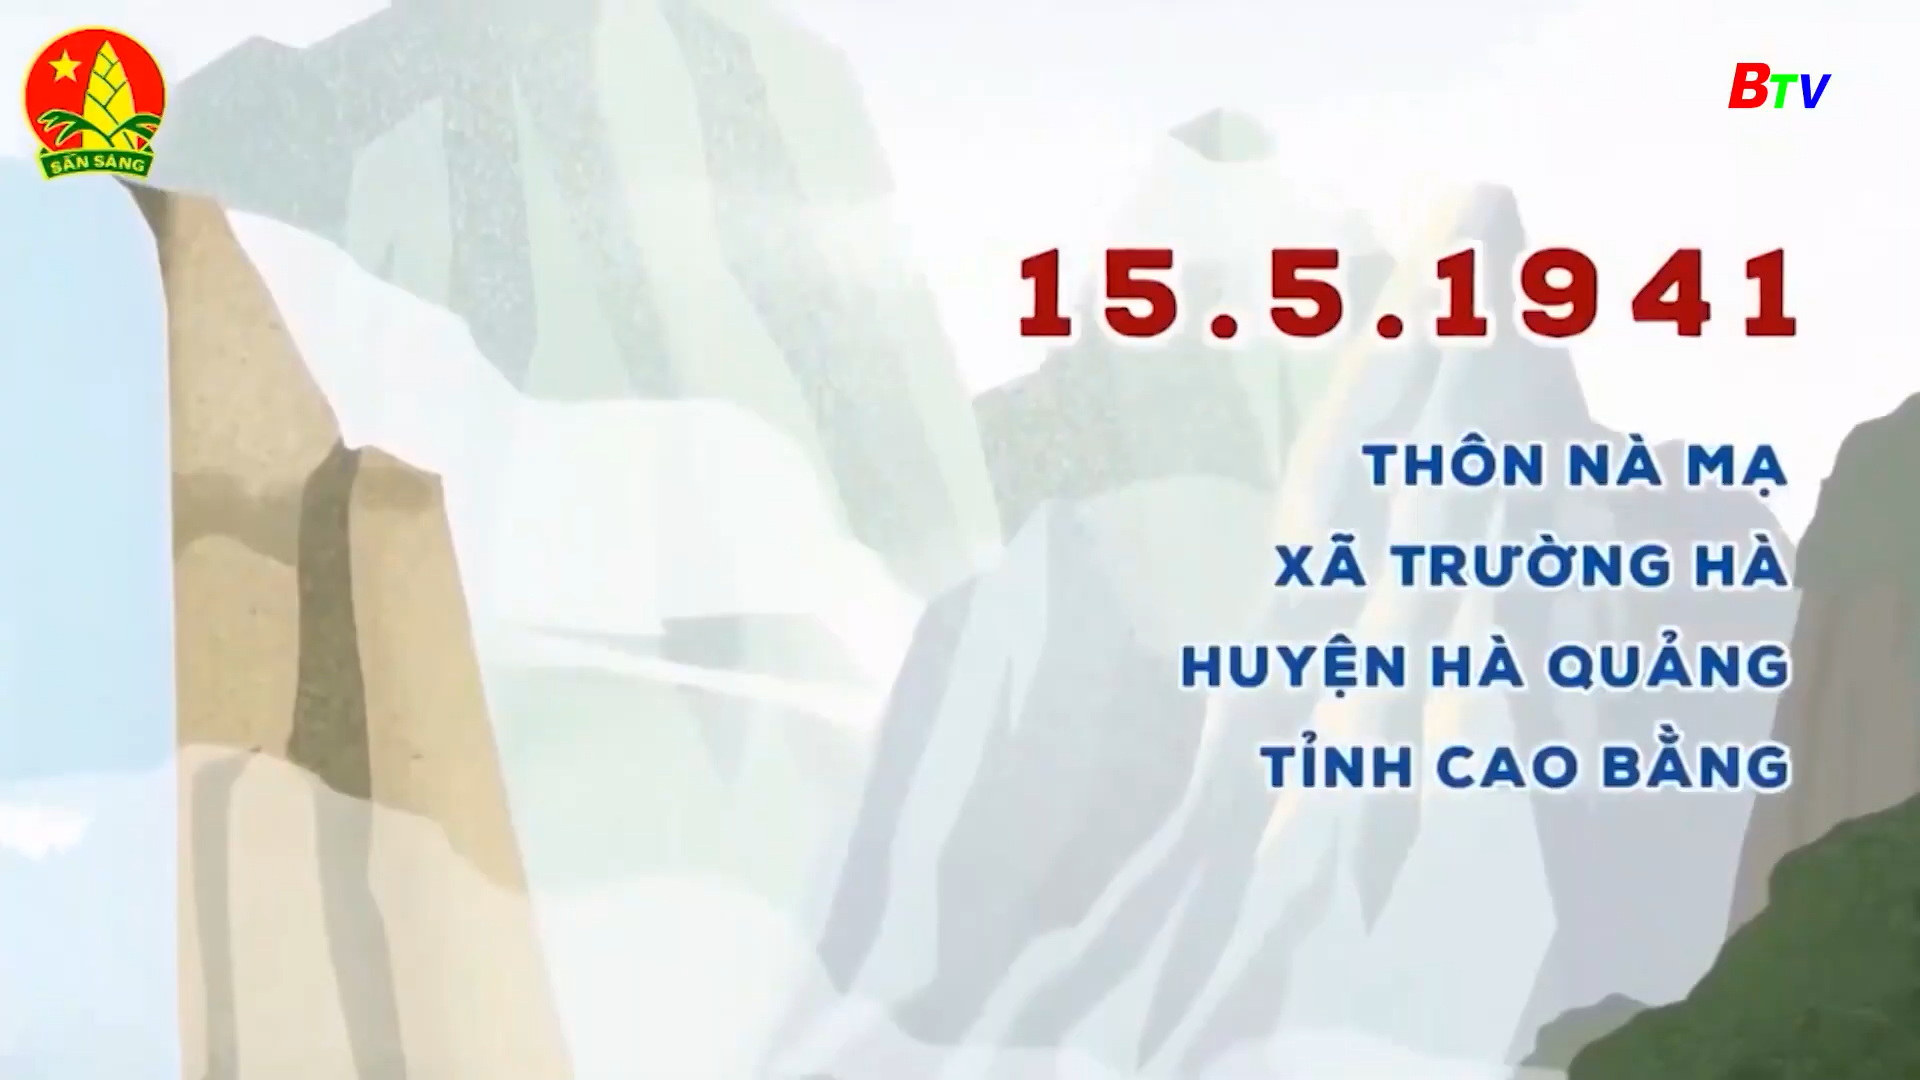 SẴN SÀNG
BTV
15.5.1941
THÔN NÀ MẠ
XÃ TRƯỜNG HÀ
HUYỆN HÀ QUẢNG
TỈNH CAO BẰNG